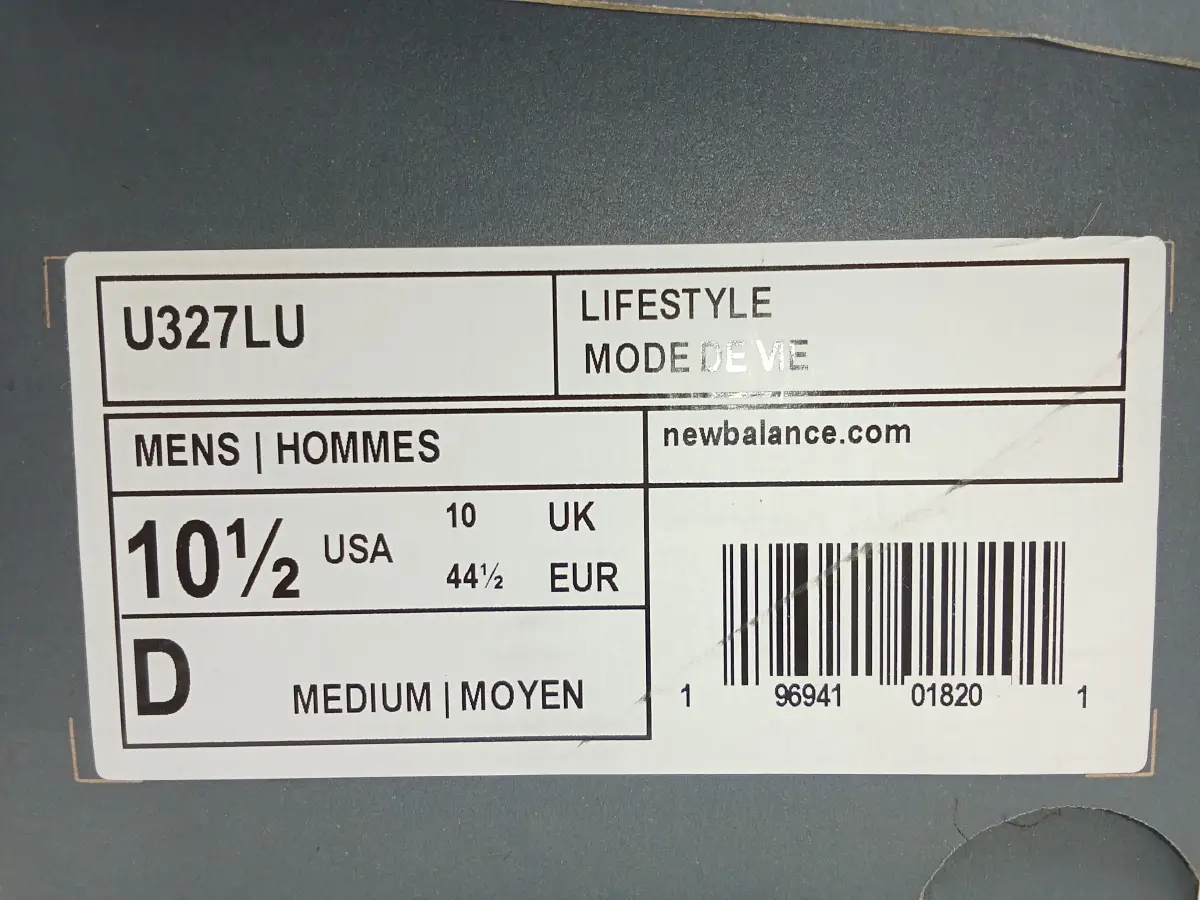 U327LU
LIFESTYLE
MODE DE VIE
MENS | HOMMES
newbalance.com
10½ USA
10 UK
44½ EUR
D MEDIUM | MOYEN
1 96941 01820 1